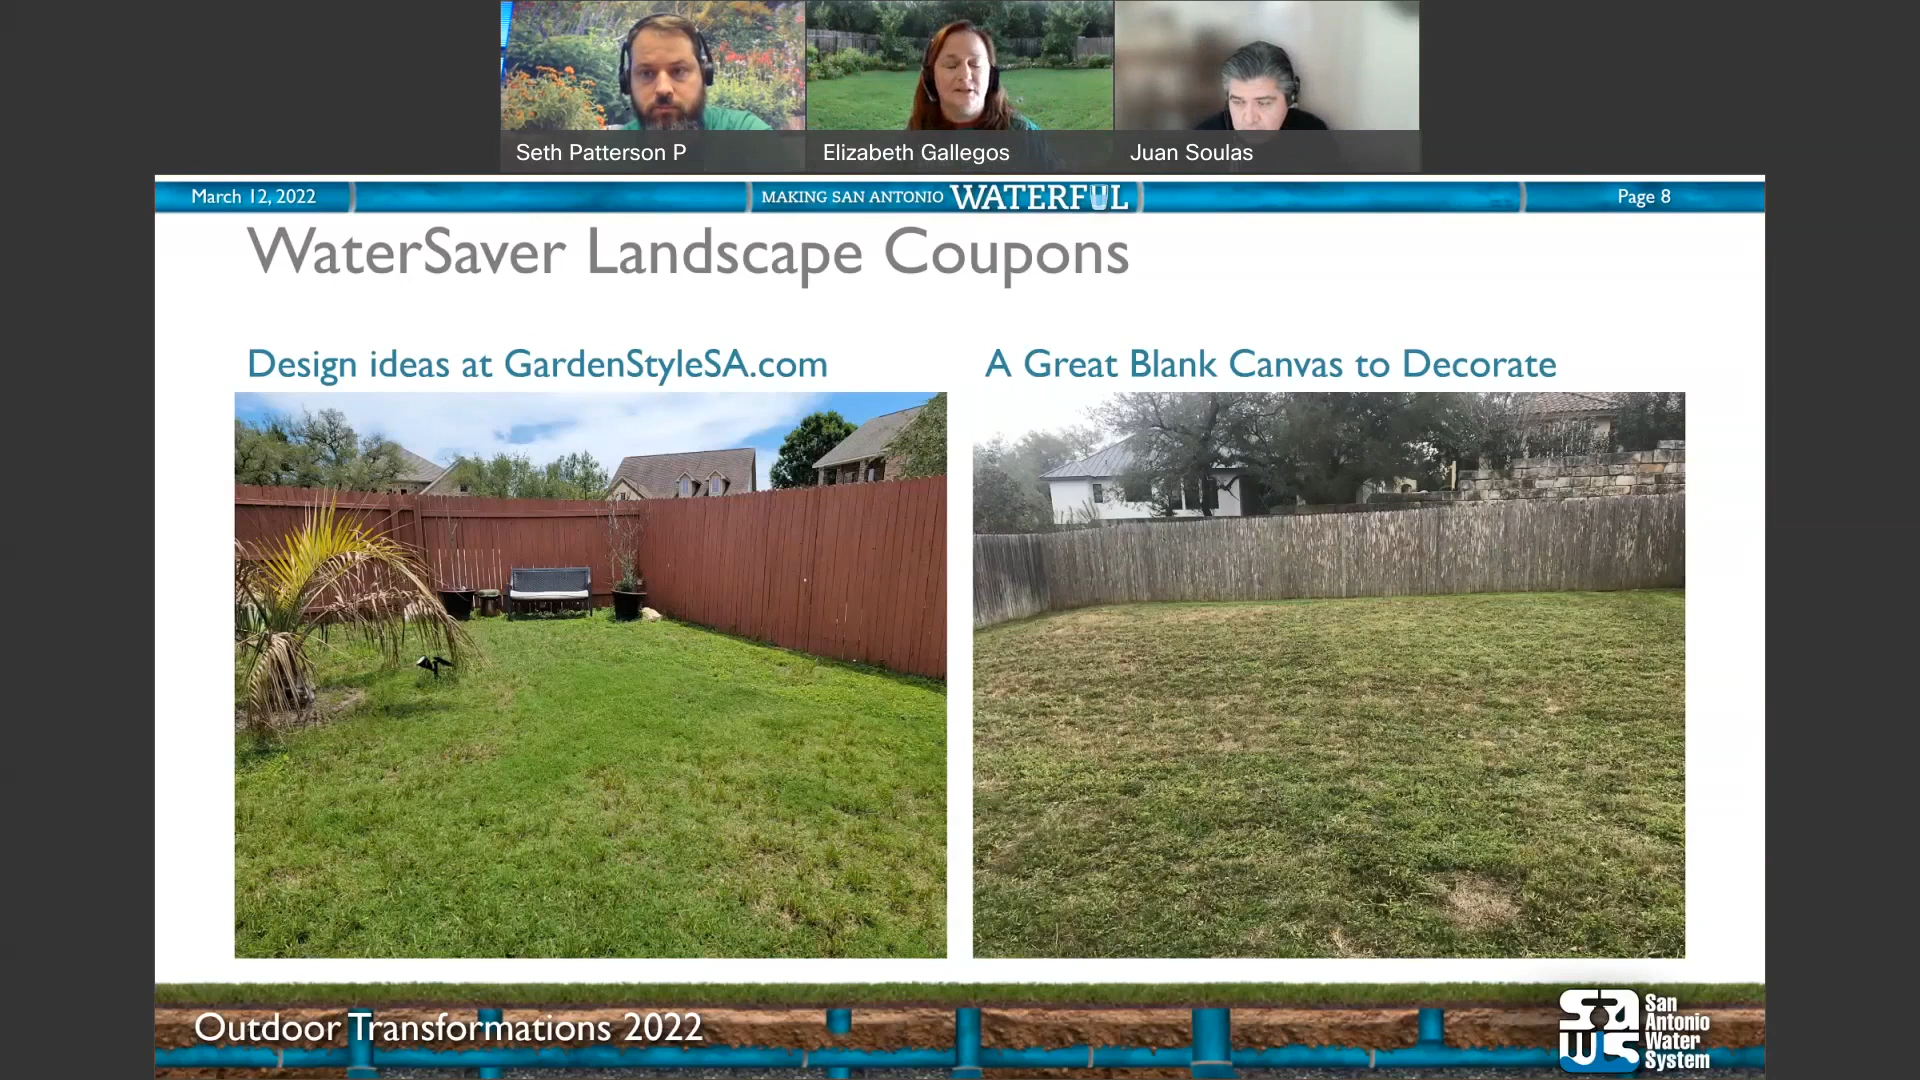 Seth Patterson P
Elizabeth Gallegos
Juan Soulas
March 12, 2022
MAKING SAN ANTONIO WATERFUL
Page 8
WaterSaver Landscape Coupons
Design ideas at GardenStyleSA.com
A Great Blank Canvas to Decorate
Outdoor Transformations 2022
saws
San
Antonio
Water
System